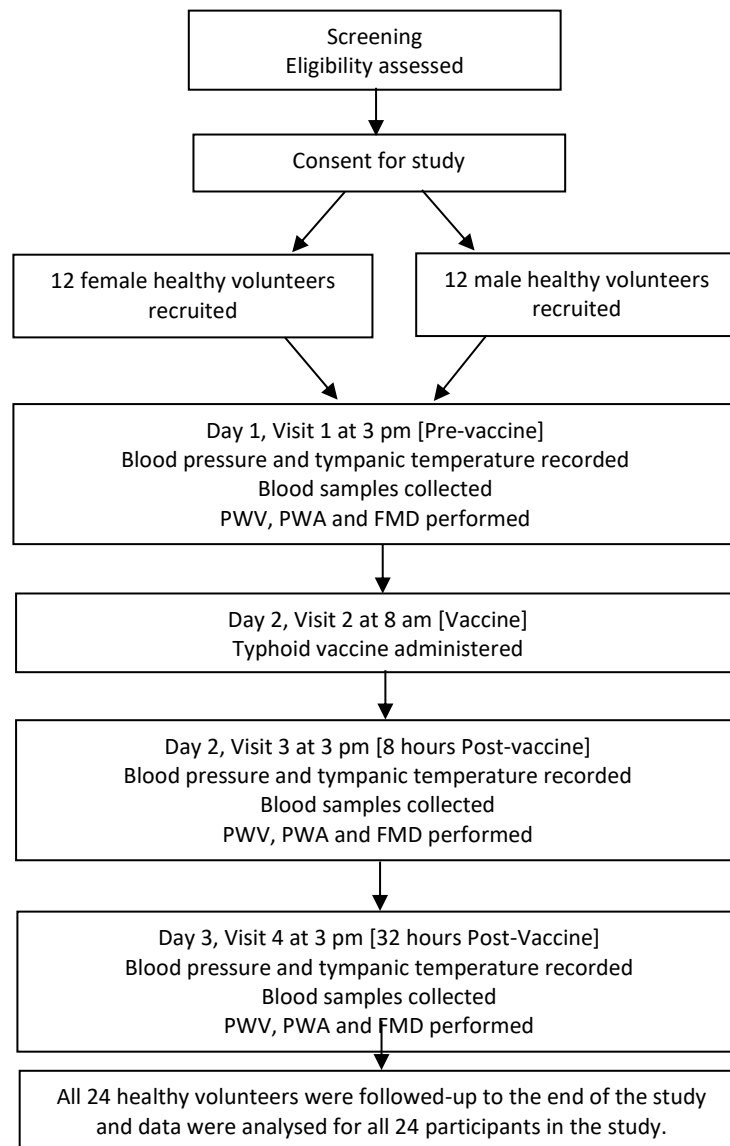 Screening
Eligibility assessed
Consent for study
12 female healthy volunteers
recruited
12 male healthy volunteers
recruited
Day 1, Visit 1 at 3 pm [Pre-vaccine]
Blood pressure and tympanic temperature recorded
Blood samples collected
PWV, PWA and FMD performed
Day 2, Visit 2 at 8 am [Vaccine]
Typhoid vaccine administered
Day 2, Visit 3 at 3 pm [8 hours Post-vaccine]
Blood pressure and tympanic temperature recorded
Blood samples collected
PWV, PWA and FMD performed
Day 3, Visit 4 at 3 pm [32 hours Post-Vaccine]
Blood pressure and tympanic temperature recorded
Blood samples collected
PWV, PWA and FMD performed
All 24 healthy volunteers were followed-up to the end of the study
and data were analysed for all 24 participants in the study.